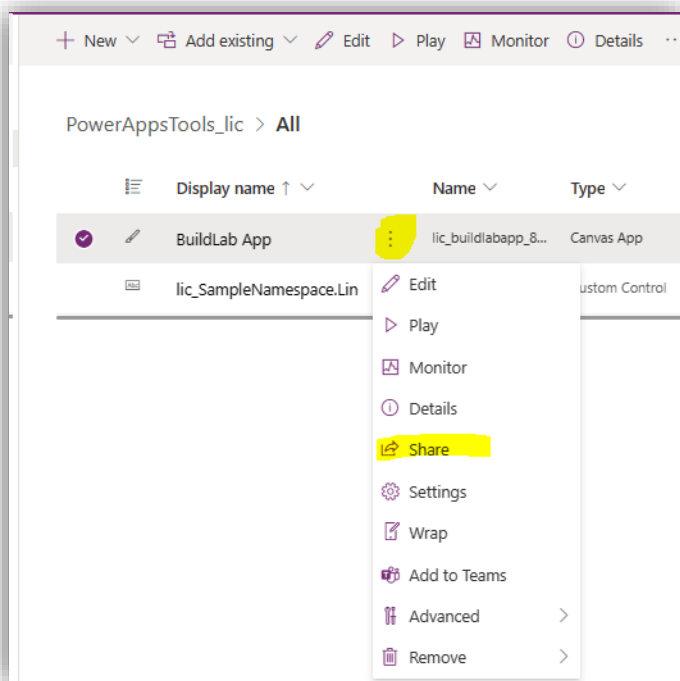 New Add existing Edit Play Monitor Details ··
PowerAppsTools_lic > All
Display name ↑ Name Type
BuildLab App lic_buildlabapp_8... Canvas App
Abc lic_SampleNamespace.Lin ustom Control
Edit
Play
Monitor
Details
Share
Settings
Wrap
Add to Teams
Advanced
Remove